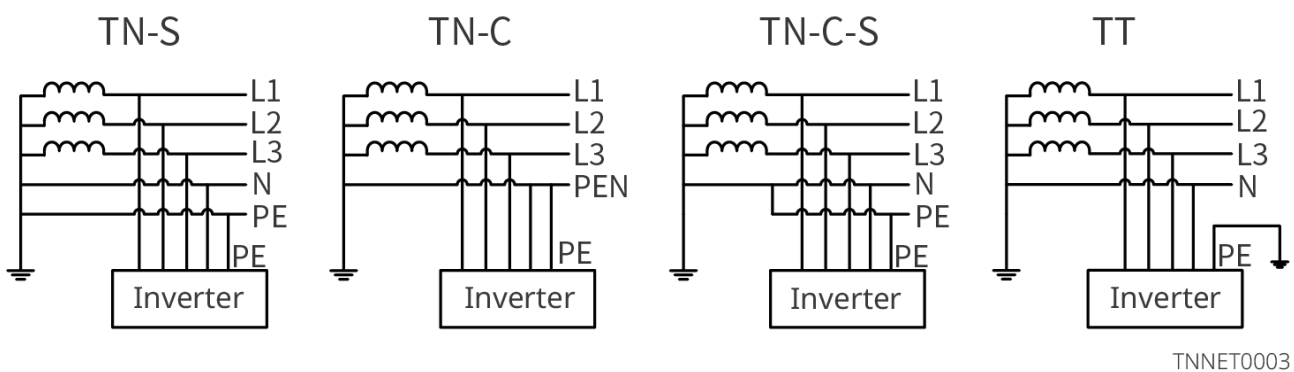 TN-S
TN-C
TN-C-S
TT
L1
L2
L3
N
PE
PE
Inverter
L1
L2
L3
PEN
PE
Inverter
L1
L2
L3
N
PE
PE
Inverter
L1
L2
L3
N
PE
Inverter
TNNET0003